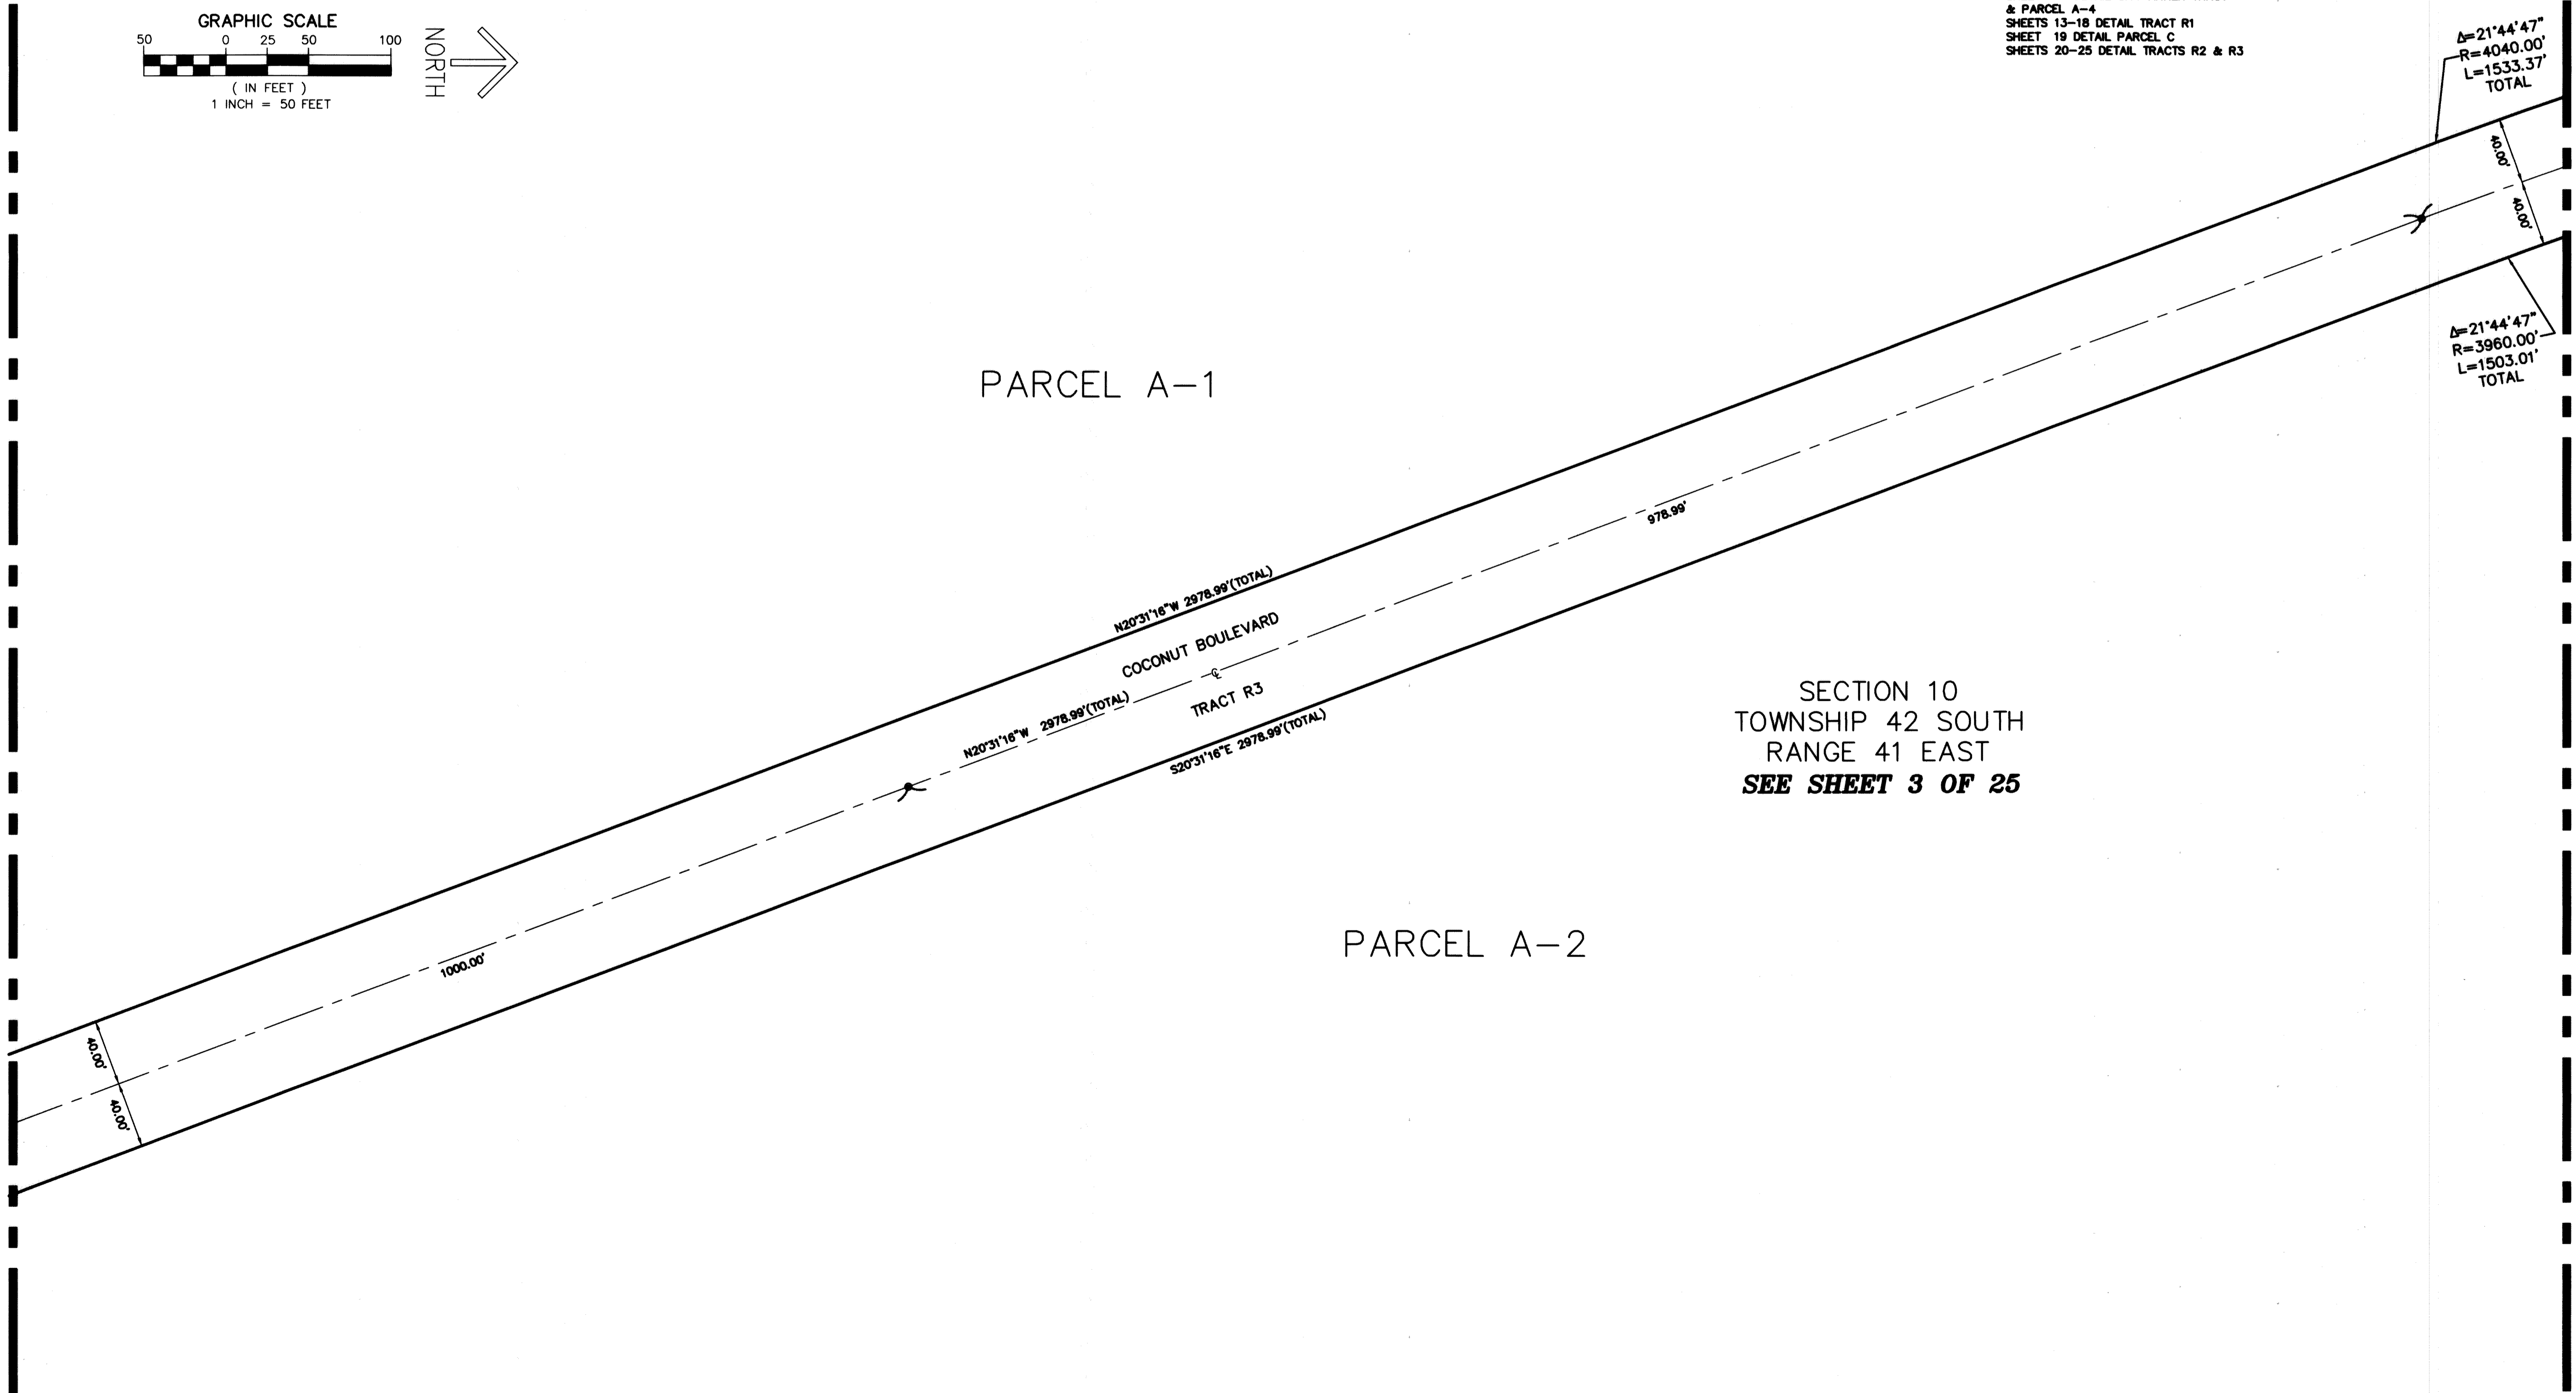 GRAPHIC SCALE
50 0 25 50 100
( IN FEET )
1 INCH = 50 FEET
NORTH
& PARCEL A-4
SHEETS 13-18 DETAIL TRACT R1
SHEET 19 DETAIL PARCEL C
SHEETS 20-25 DETAIL TRACTS R2 & R3
Δ=21°44'47"
R=4040.00'
L=1533.37'
TOTAL
40.00'
40.00'
Δ=21°44'47"
R=3960.00'
L=1503.01'
TOTAL
PARCEL A-1
978.99'
N20°31'16"W 2978.99'(TOTAL)
COCONUT BOULEVARD
℄
N20°31'16"W 2978.99'(TOTAL)
TRACT R3
S20°31'16"E 2978.99'(TOTAL)
SECTION 10
TOWNSHIP 42 SOUTH
RANGE 41 EAST
SEE SHEET 3 OF 25
PARCEL A-2
1000.00'
40.00'
40.00'